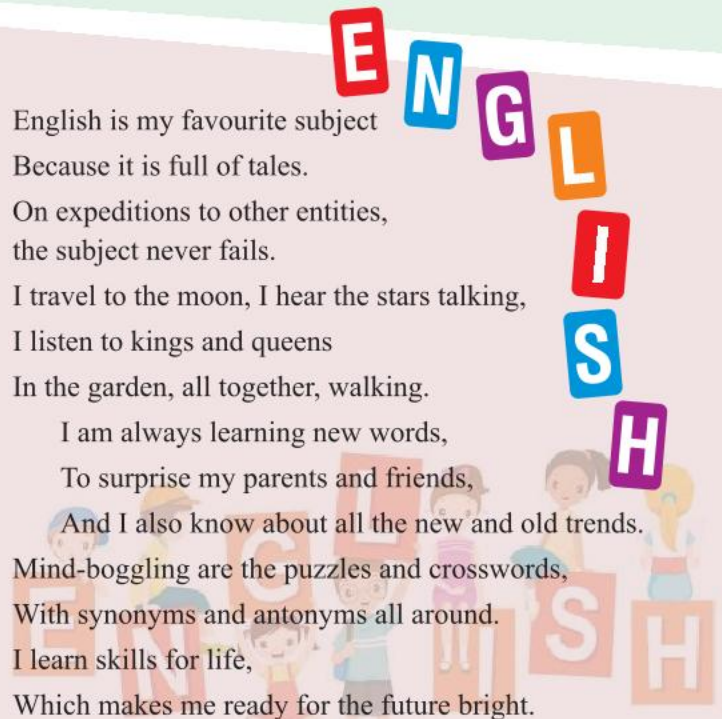 ENGLISH
English is my favourite subject
Because it is full of tales.
On expeditions to other entities,
the subject never fails.
I travel to the moon, I hear the stars talking,
I listen to kings and queens
In the garden, all together, walking.
I am always learning new words,
To surprise my parents and friends,
And I also know about all the new and old trends.
Mind-boggling are the puzzles and crosswords,
With synonyms and antonyms all around.
I learn skills for life,
Which makes me ready for the future bright.
ENGLISH